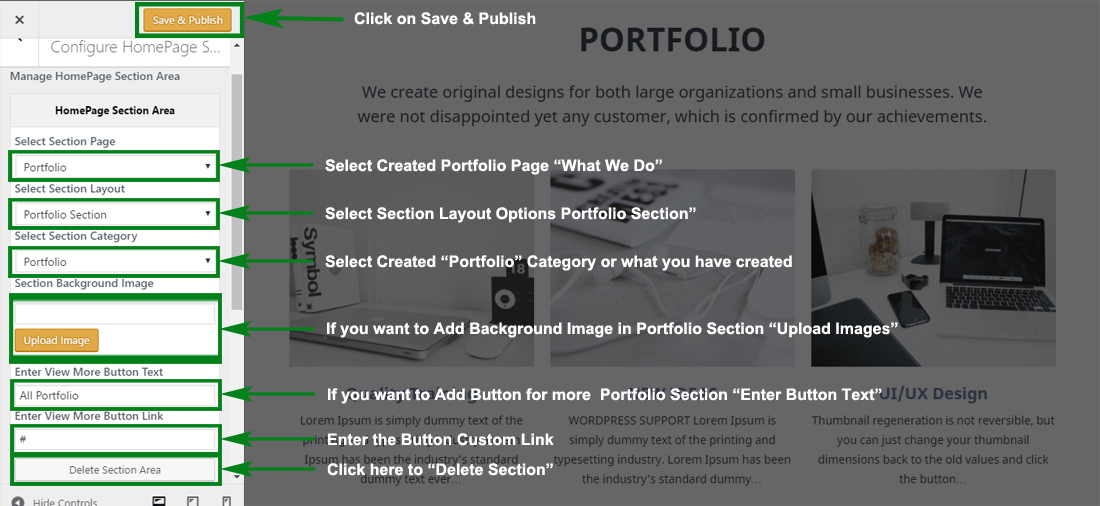 Save & Publish
Click on Save & Publish
Configure HomePage S...
Manage HomePage Section Area
HomePage Section Area
Select Section Page
Portfolio
Select Created Portfolio Page “What We Do”
Select Section Layout
Portfolio Section
Select Section Layout Options Portfolio Section”
Select Section Category
Portfolio
Select Created “Portfolio” Category or what you have created
Section Background Image
Upload Image
If you want to Add Background Image in Portfolio Section “Upload Images”
Enter View More Button Text
All Portfolio
If you want to Add Button for more Portfolio Section “Enter Button Text”
Enter View More Button Link
#
Enter the Button Custom Link
Delete Section Area
Click here to “Delete Section”
Hide Controls
PORTFOLIO
We create original designs for both large organizations and small businesses. We
were not disappointed yet any customer, which is confirmed by our achievements.
Symbol
18
Quality
Lorem Ipsum is simply dummy text of the
Ipsum has been the industry's standard
dummy text ever...
WORDPRESS SUPPORT Lorem Ipsum is
simply dummy text of the printing and
typesetting industry. Lorem Ipsum has been
the industry's standard dummy...
UI/UX Design
Thumbnail regeneration is not reversible, but
you can just change your thumbnail
dimensions back to the old values and click
the button...